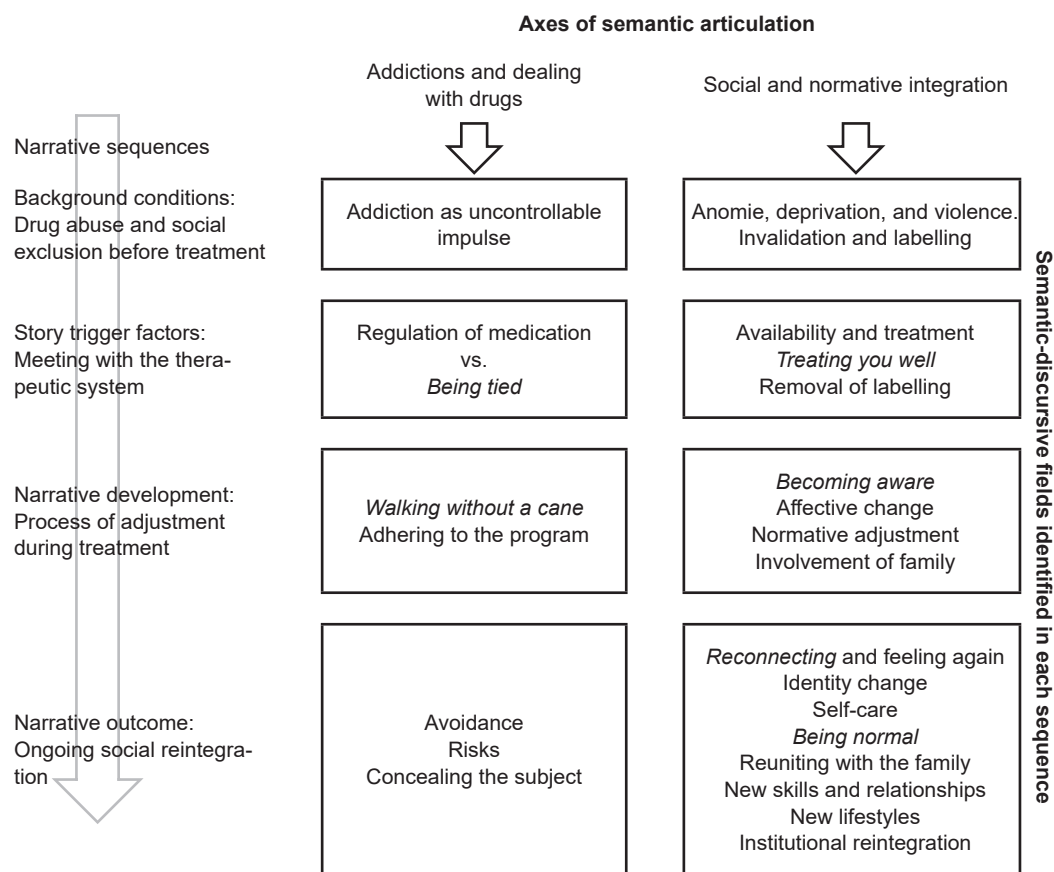 Axes of semantic articulation
Addictions and dealing
with drugs
Social and normative integration
Narrative sequences
Background conditions:
Drug abuse and social
exclusion before treatment
Addiction as uncontrollable
impulse
Anomie, deprivation, and violence.
Invalidation and labelling
Story trigger factors:
Meeting with the thera-
peutic system
Regulation of medication
vs.
Being tied
Availability and treatment
Treating you well
Removal of labelling
Narrative development:
Process of adjustment
during treatment
Walking without a cane
Adhering to the program
Becoming aware
Affective change
Normative adjustment
Involvement of family
Narrative outcome:
Ongoing social reintegra-
tion
Avoidance
Risks
Concealing the subject
Reconnecting and feeling again
Identity change
Self-care
Being normal
Reuniting with the family
New skills and relationships
New lifestyles
Institutional reintegration
Semantic-discursive fields identified in each sequence